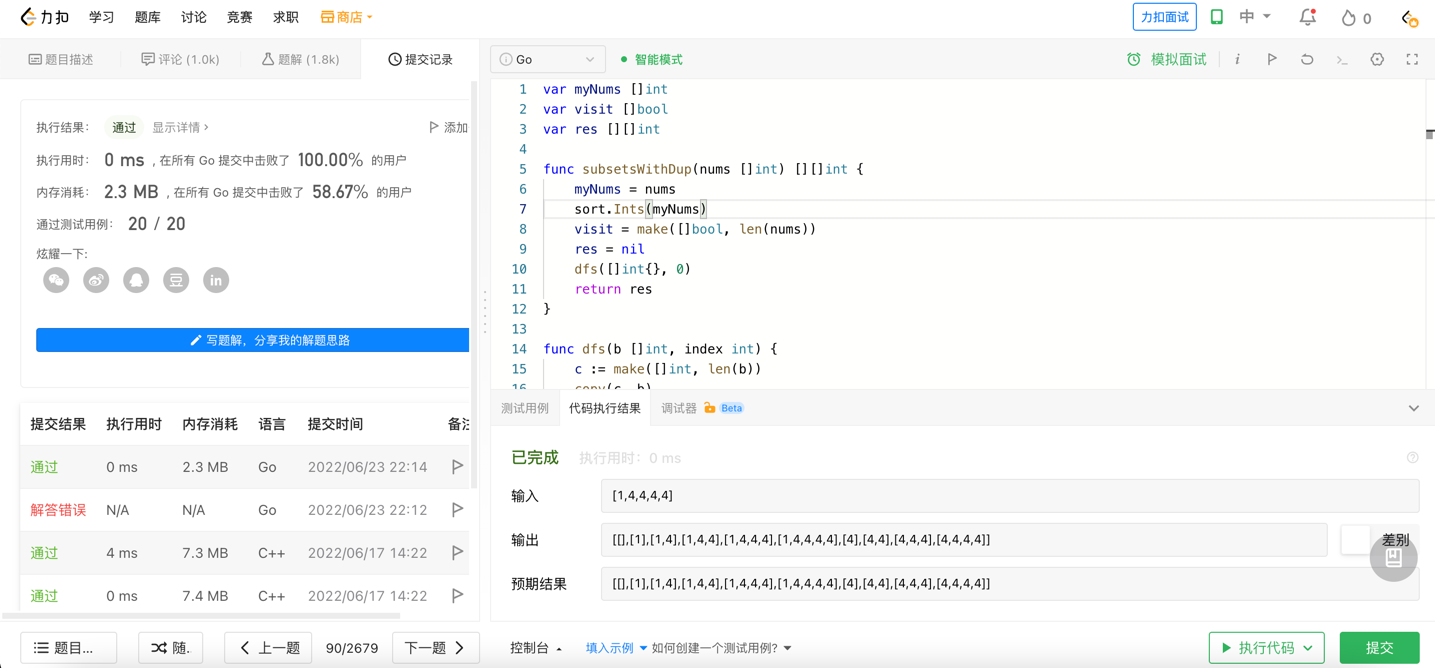 力扣 学习 题库 讨论 竞赛 求职 商店 力扣面试 中 0
题目描述 评论 (1.0k) 题解 (1.8k) 提交记录
执行结果: 通过 显示详情 > 添加
执行用时: 0 ms , 在所有 Go 提交中击败了 100.00% 的用户
内存消耗: 2.3 MB , 在所有 Go 提交中击败了 58.67% 的用户
通过测试用例: 20 / 20
炫耀一下:
豆 in
写题解，分享我的解题思路
提交结果 执行用时 内存消耗 语言 提交时间 备注
通过 0 ms 2.3 MB Go 2022/06/23 22:14
解答错误 N/A N/A Go 2022/06/23 22:12
通过 4 ms 7.3 MB C++ 2022/06/17 14:22
通过 0 ms 7.4 MB C++ 2022/06/17 14:22
题目... 随. 上一题 90/2679 下一题
i Go 智能模式 模拟面试 i
1 var myNums []int
2 var visit []bool
3 var res [][]int
4
5 func subsetsWithDup(nums []int) [][]int {
6 myNums = nums
7 sort.Ints(myNums)
8 visit = make([]bool, len(nums))
9 res = nil
10 dfs([]int{}, 0)
11 return res
12 }
13
14 func dfs(b []int, index int) {
15 c := make([]int, len(b))
16 copy(c, b)
测试用例 代码执行结果 调试器 Beta
已完成 执行用时: 0 ms
输入 [1,4,4,4,4]
输出 [[],[1],[1,4],[1,4,4],[1,4,4,4],[1,4,4,4,4],[4],[4,4],[4,4,4],[4,4,4,4]] 差别
预期结果 [[],[1],[1,4],[1,4,4],[1,4,4,4],[1,4,4,4,4],[4],[4,4],[4,4,4],[4,4,4,4]]
控制台 填入示例 如何创建一个测试用例? 执行代码 提交